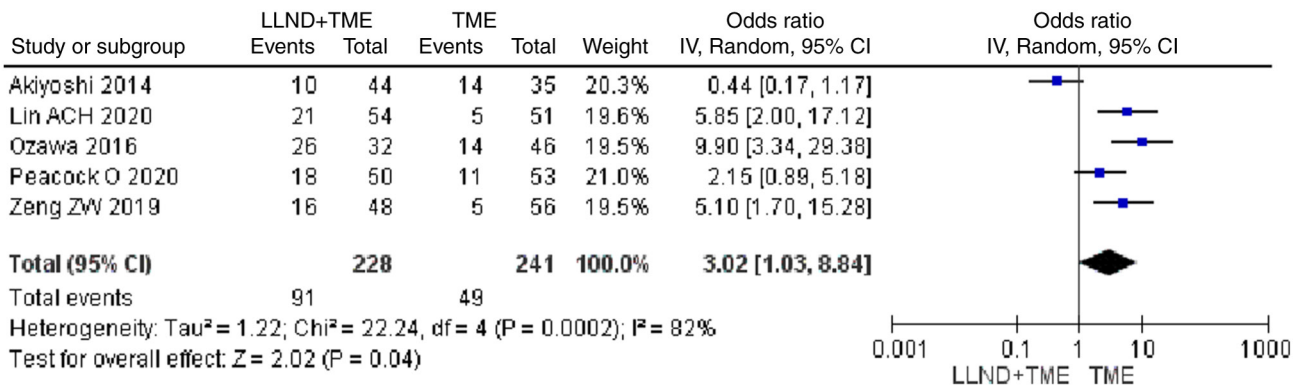 LLND+TME TME Odds ratio Odds ratio
Study or subgroup Events Total Events Total Weight IV, Random, 95% CI IV, Random, 95% CI
Akiyoshi 2014 10 44 14 35 20.3% 0.44 [0.17, 1.17]
Lin ACH 2020 21 54 5 51 19.6% 5.85 [2.00, 17.12]
Ozawa 2016 26 32 14 46 19.5% 9.90 [3.34, 29.38]
Peacock O 2020 18 50 11 53 21.0% 2.15 [0.89, 5.18]
Zeng ZW 2019 16 48 5 56 19.5% 5.10 [1.70, 15.28]
Total (95% CI) 228 241 100.0% 3.02 [1.03, 8.84]
Total events 91 49
Heterogeneity: Tau² = 1.22; Chi² = 22.24, df = 4 (P = 0.0002); I² = 82%
Test for overall effect: Z = 2.02 (P = 0.04)
0.001 0.1 1 10 1000
LLND+TME TME